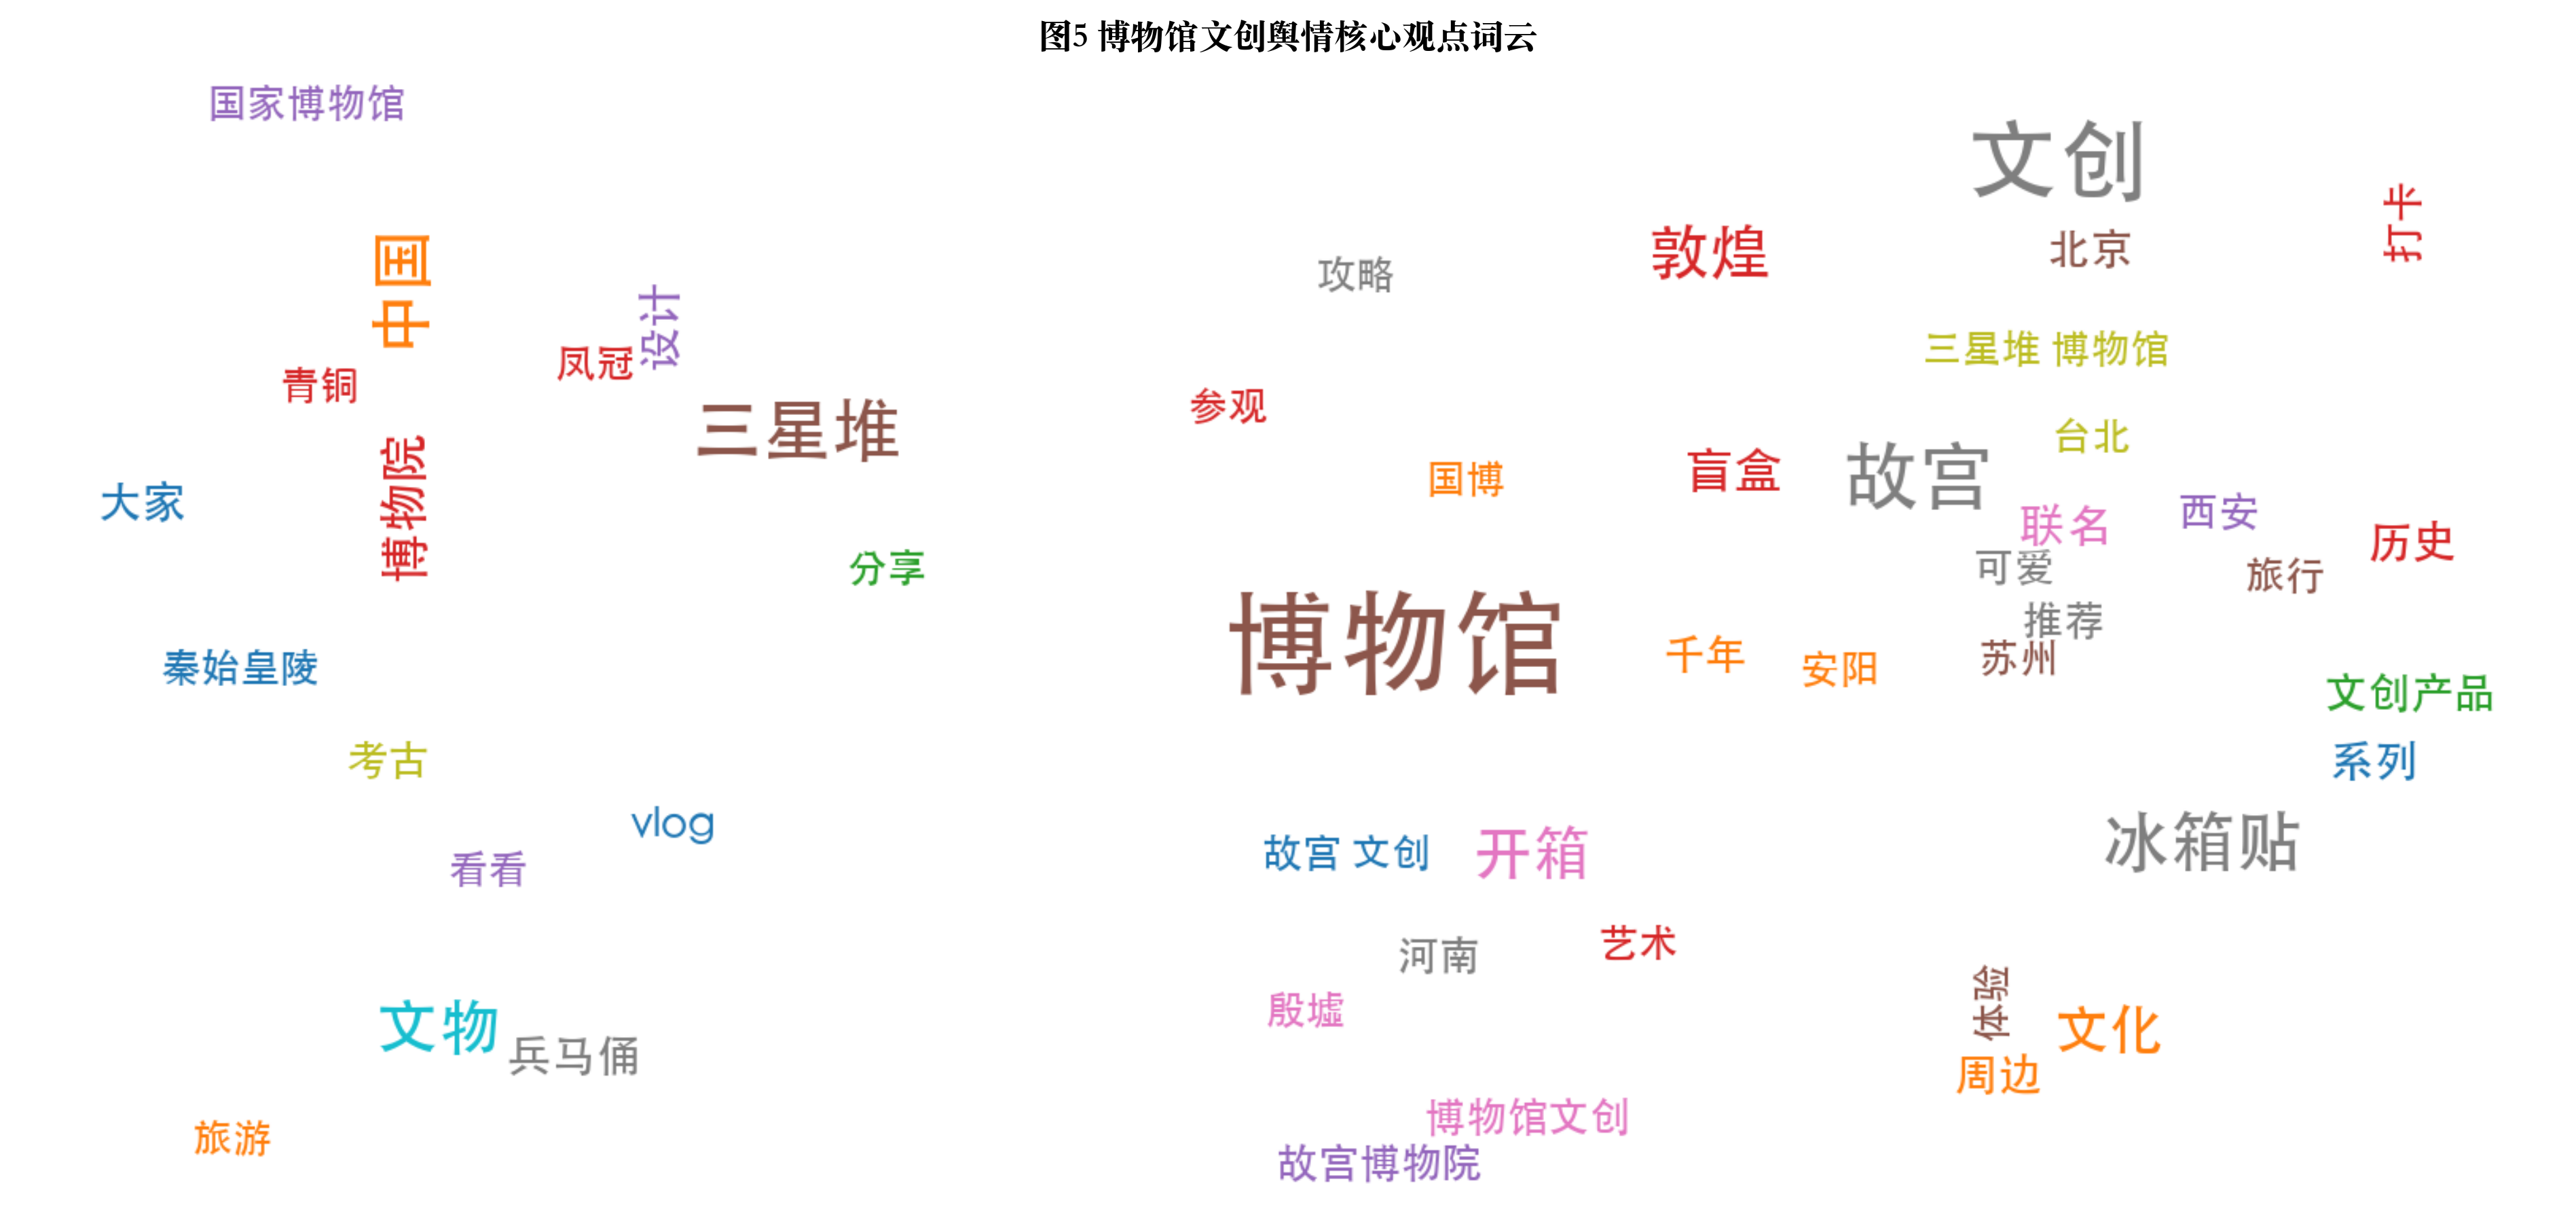 图5 博物馆文创舆情核心观点词云
国家博物馆
文创
打卡
北京
敦煌
中国
攻略
设计
三星堆 博物馆
凤冠
青铜
参观
三星堆
台北
博物院
盲盒
故宫
国博
大家
西安
联名
历史
分享
可爱
旅行
推荐
博物馆
千年
苏州
安阳
秦始皇陵
文创产品
考古
系列
vlog
冰箱贴
故宫 文创
开箱
看看
艺术
河南
体验
殷墟
文物
文化
兵马俑
周边
博物馆文创
旅游
故宫博物院